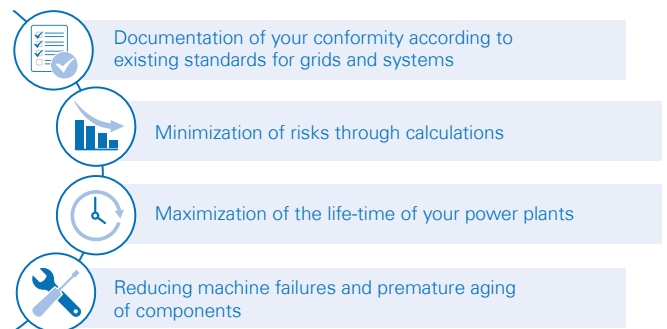 Documentation of your conformity according to
existing standards for grids and systems
Minimization of risks through calculations
Maximization of the life-time of your power plants
Reducing machine failures and premature aging
of components